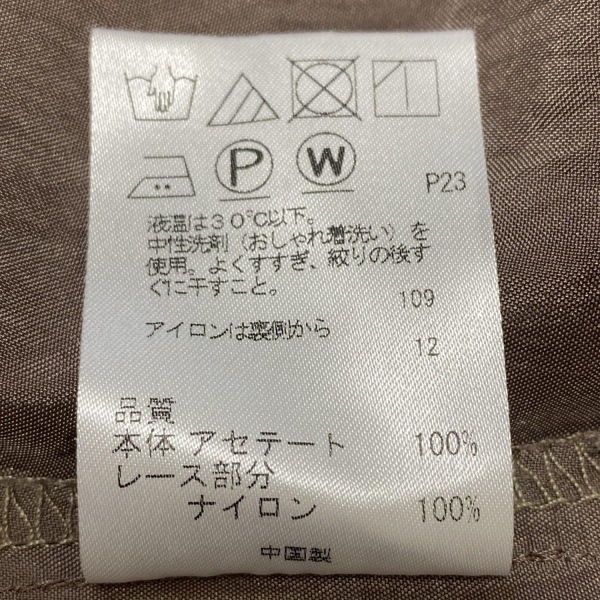 P W P23
液温は30℃以下。
中性洗剤(おしゃれ着洗い)を
使用。よくすすぎ、絞りの後す
ぐに干すこと。 109
アイロンは裏側から 12
品質
本体 アセテート 100%
レース部分
ナイロン 100%
中国製